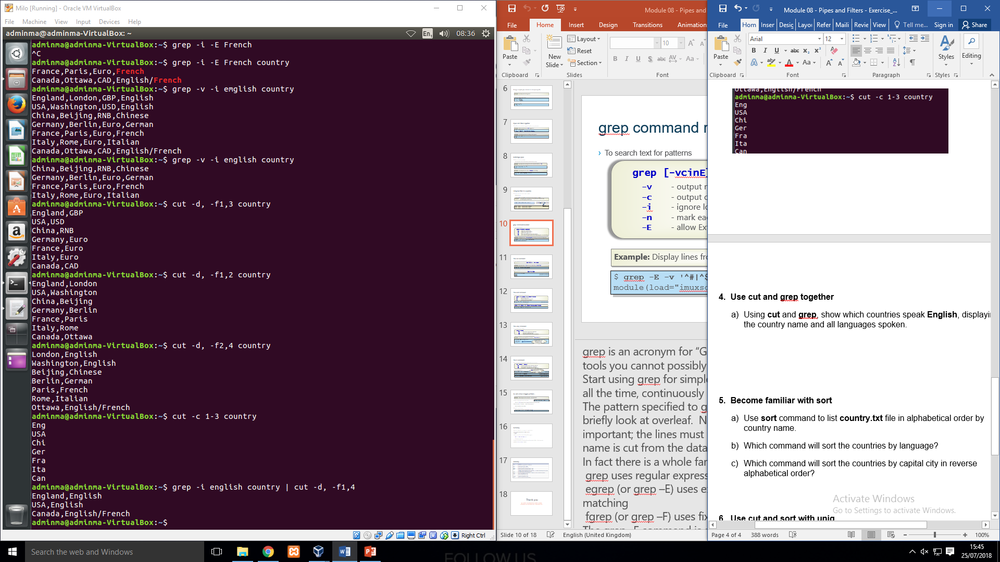 Milo [Running] - Oracle VM VirtualBox
File Machine View Input Devices Help
adminma@adminma-VirtualBox: ~
En1 08:36
adminma@adminma-VirtualBox:~$ grep -i -E French
^C
adminma@adminma-VirtualBox:~$ grep -i -E French country
France,Paris,Euro,French
Canada,Ottawa,CAD,English/French
adminma@adminma-VirtualBox:~$ grep -v -i emglish country
England,London,GBP,English
USA,Washington,USD,English
China,Beijing,RNB,Chinese
Germany,Berlin,Euro,German
France,Paris,Euro,French
Italy,Rome,Euro,Italian
Canada,Ottawa,CAD,English/French
adminma@adminma-VirtualBox:~$ grep -v -i english country
China,Beijing,RNB,Chinese
Germany,Berlin,Euro,German
France,Paris,Euro,French
Italy,Rome,Euro,Italian
adminma@adminma-VirtualBox:~$ cut -d, -f1,3 country
England,GBP
USA,USD
China,RNB
Germany,Euro
France,Euro
Italy,Euro
Canada,CAD
adminma@adminma-VirtualBox:~$ cut -d, -f1,2 country
England,London
USA,Washington
China,Beijing
Germany,Berlin
France,Paris
Italy,Rome
Canada,Ottawa
adminma@adminma-VirtualBox:~$ cut -d, -f2,4 country
London,English
Washington,English
Beijing,Chinese
Berlin,German
Paris,French
Rome,Italian
Ottawa,English/French
adminma@adminma-VirtualBox:~$ cut -c 1-3 country
Eng
USA
Chi
Ger
Fra
Ita
Can
adminma@adminma-VirtualBox:~$ grep -i english country | cut -d, -f1,4
England,English
USA,English
Canada,English/French
adminma@adminma-VirtualBox:~$
Right Ctrl
Module 08 - Pipes and
File Home Insert Design Transitions Animation
Paste
New Slide
Layout
Reset
Section
10
B I U S abc AV Aa
Clipboard Slides Font
6
7
8
9
10
11
12
13
14
15
16
17
18
Thank you
grep command r
To search text for patterns
grep [-vcinE]
-v - output n
-c - output c
-i - ignore lo
-n - mark eac
-E - allow Ex
Example: Display lines fro
$ grep -E -v '^#|^$
module(load="imuxso
grep is an acronym for “G
tools you cannot possibly
Start using grep for simple
all the time, continuously
The pattern specified to g
briefly look at overleaf. N
important; the lines must
name is cut from the data
In fact there is a whole far
grep uses regular express
egrep (or grep –E) uses e
matching
fgrep (or grep –F) uses fix
Slide 10 of 18 English (United Kingdom)
Module 08 - Pipes and Filters - Exercise_...
File Hom Inser Desig Layou Refer Maili Revie View Tell me... Sign in Share
Paste
Arial 12
B I U abc x2 x2
A A Aa A A
Styles
Editing
Clipboard Font Paragraph Styles
Ottawa,English/French
adminma@adminma-VirtualBox:~$ cut -c 1-3 country
Eng
USA
Chi
Ger
Fra
Ita
Can
4. Use cut and grep together
a) Using cut and grep, show which countries speak English, displayin
the country name and all languages spoken.
5. Become familiar with sort
a) Use sort command to list country.txt file in alphabetical order by
country name.
b) Which command will sort the countries by language?
c) Which command will sort the countries by capital city in reverse
alphabetical order?
Activate Windows
Go to Settings to activate Windows.
6. Use cut and sort with uniq
Page 4 of 4 388 words 100%
Search the web and Windows
FOLLOW US
15:45
25/07/2018